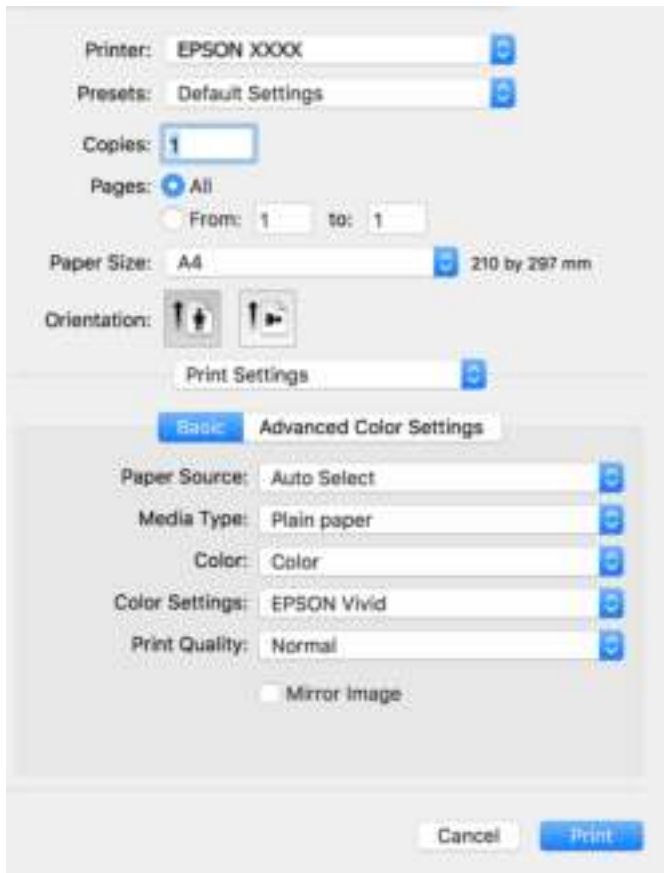 Printer: EPSON XXXX
Presets: Default Settings
Copies: 1
Pages: All
From: 1 to: 1
Paper Size: A4 210 by 297 mm
Orientation:
Print Settings
Basic Advanced Color Settings
Paper Source: Auto Select
Media Type: Plain paper
Color: Color
Color Settings: EPSON Vivid
Print Quality: Normal
Mirror Image
Cancel Print